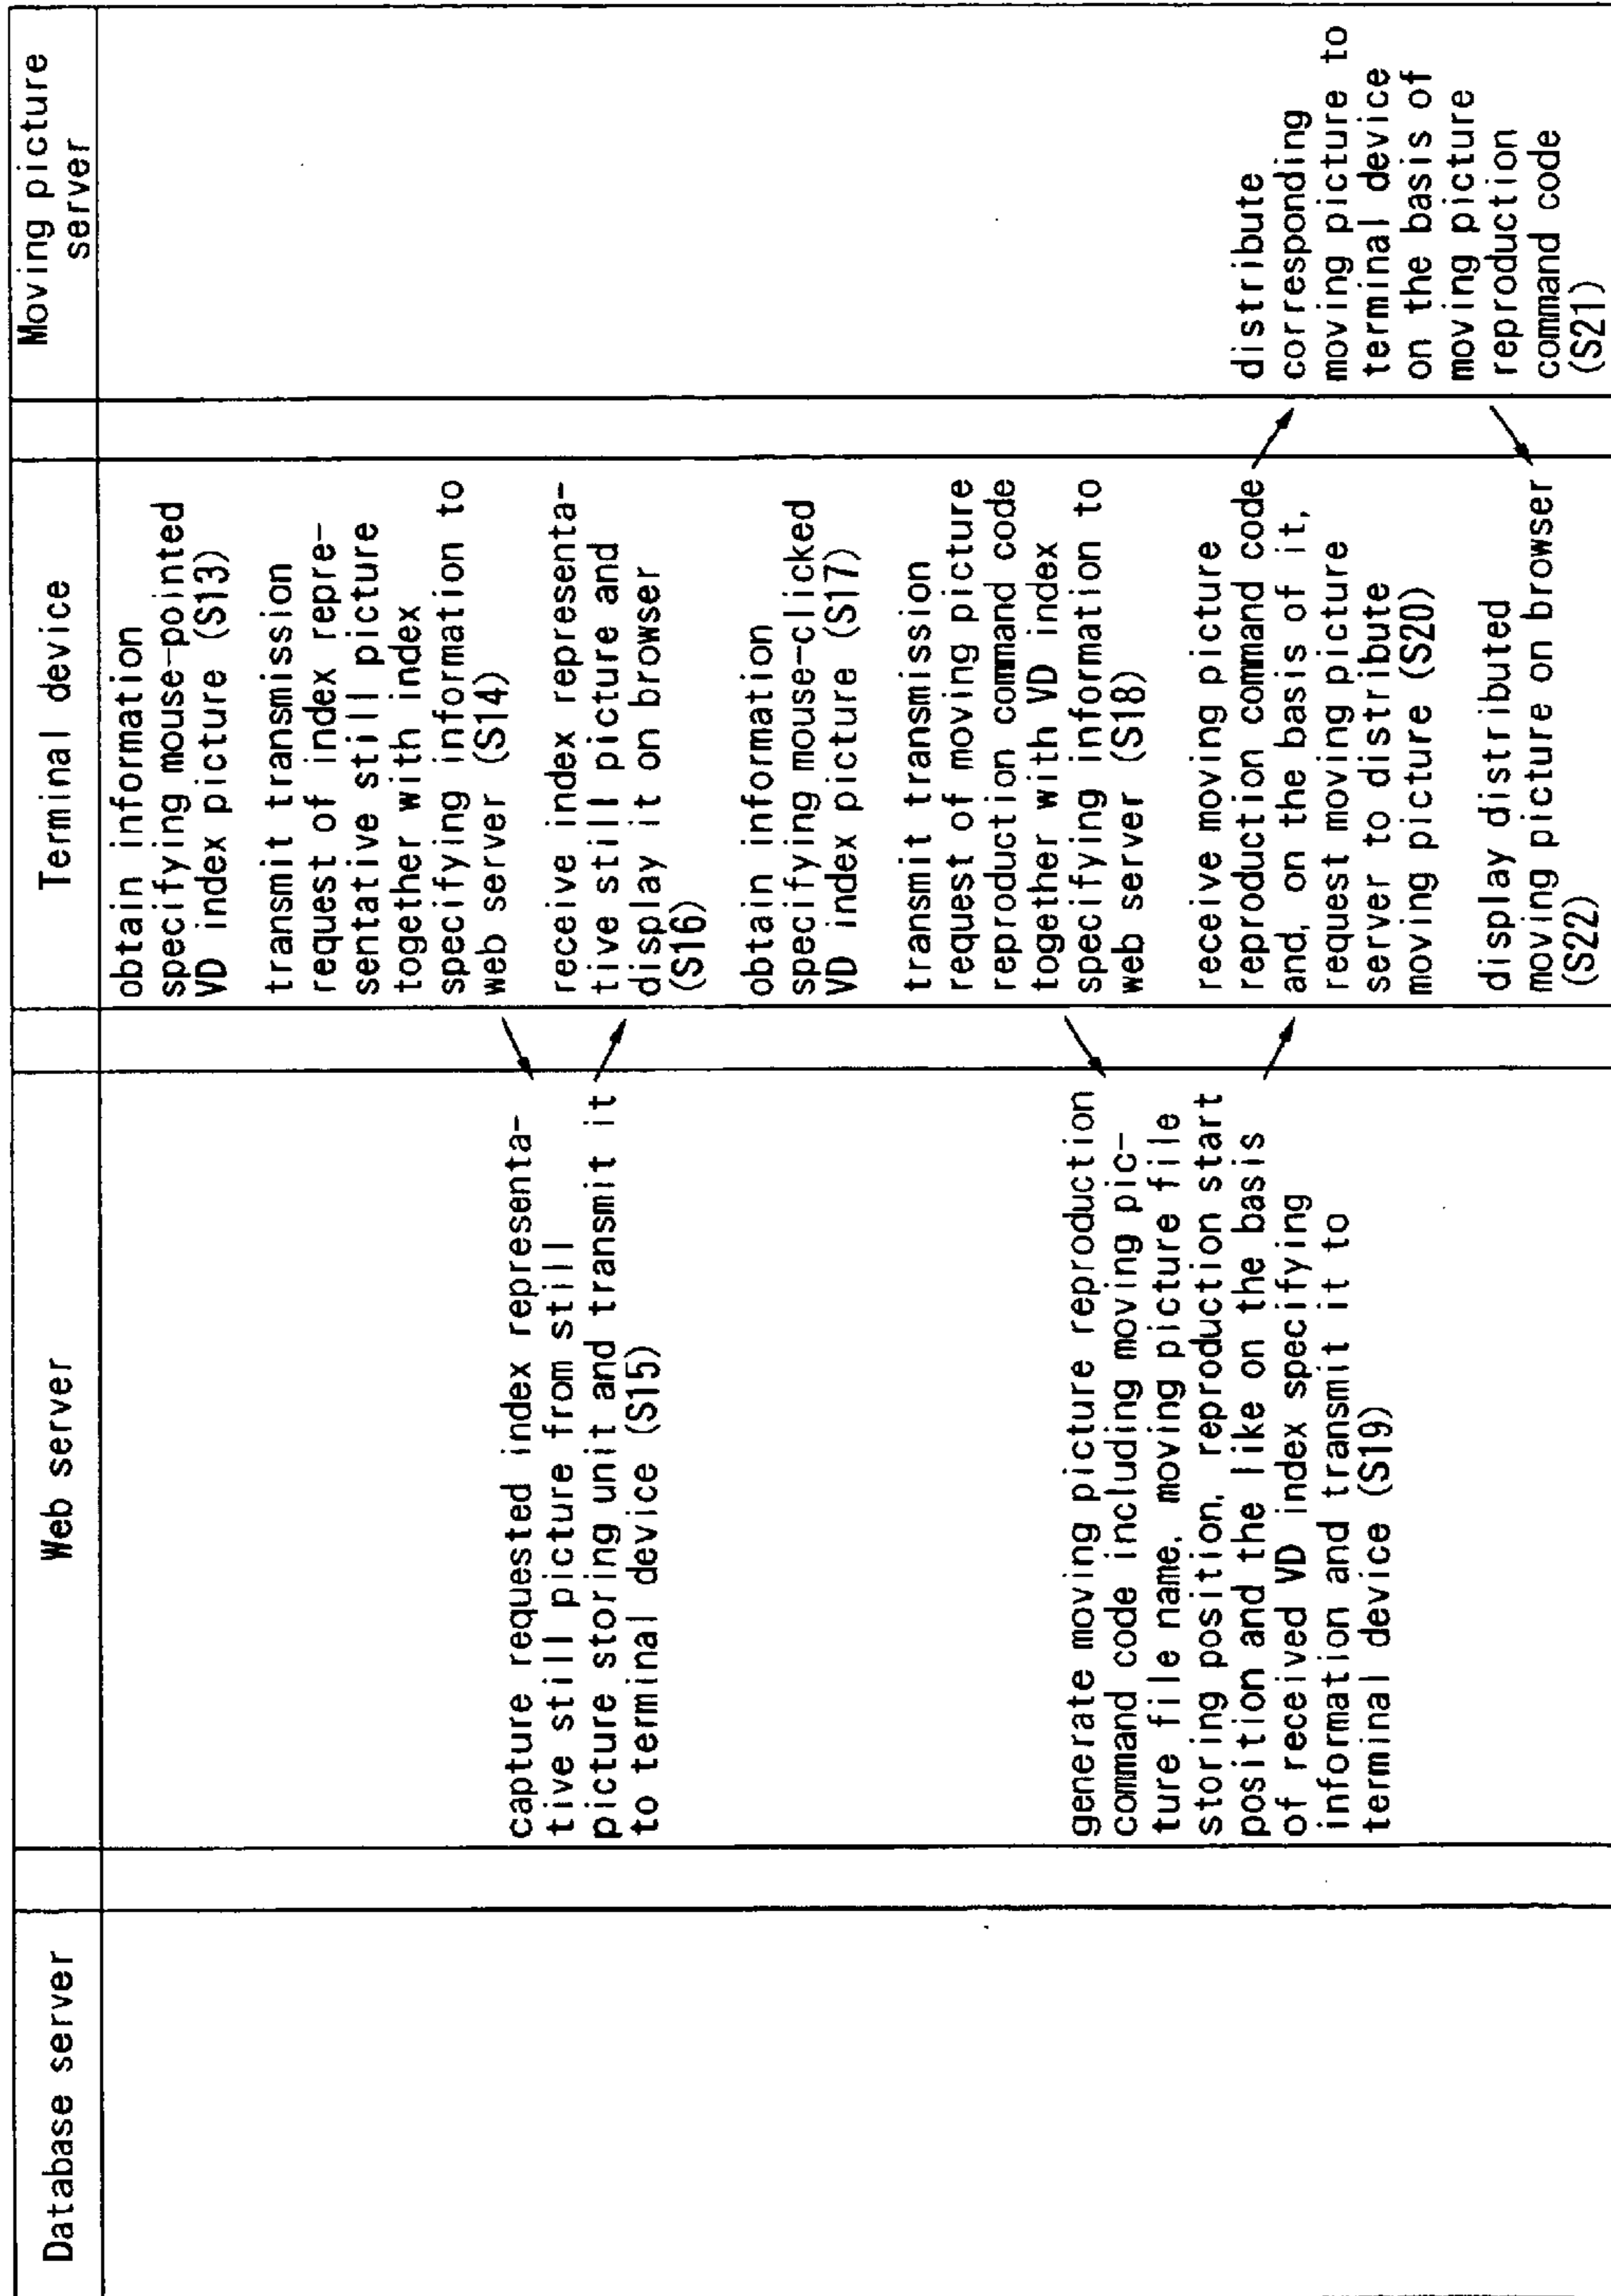 Database server
Web server
Terminal device
Moving picture
server
obtain information
specifying mouse-pointed
VD index picture (S13)
transmit transmission
request of index repre-
sentative still picture
together with index
specifying information to
web server (S14)
capture requested index representa-
tive still picture from still
picture storing unit and transmit it
to terminal device (S15)
receive index representa-
tive still picture and
display it on browser
(S16)
obtain information
specifying mouse-clicked
VD index picture (S17)
transmit transmission
request of moving picture
reproduction command code
together with VD index
specifying information to
web server (S18)
generate moving picture reproduction
command code including moving pic-
ture file name, moving picture file
storing position, reproduction start
position and the like on the basis
of received VD index specifying
information and transmit it to
terminal device (S19)
receive moving picture
reproduction command code
and, on the basis of it,
request moving picture
server to distribute
moving picture (S20)
distribute
corresponding
moving picture to
terminal device
on the basis of
moving picture
reproduction
command code
(S21)
display distributed
moving picture on browser
(S22)